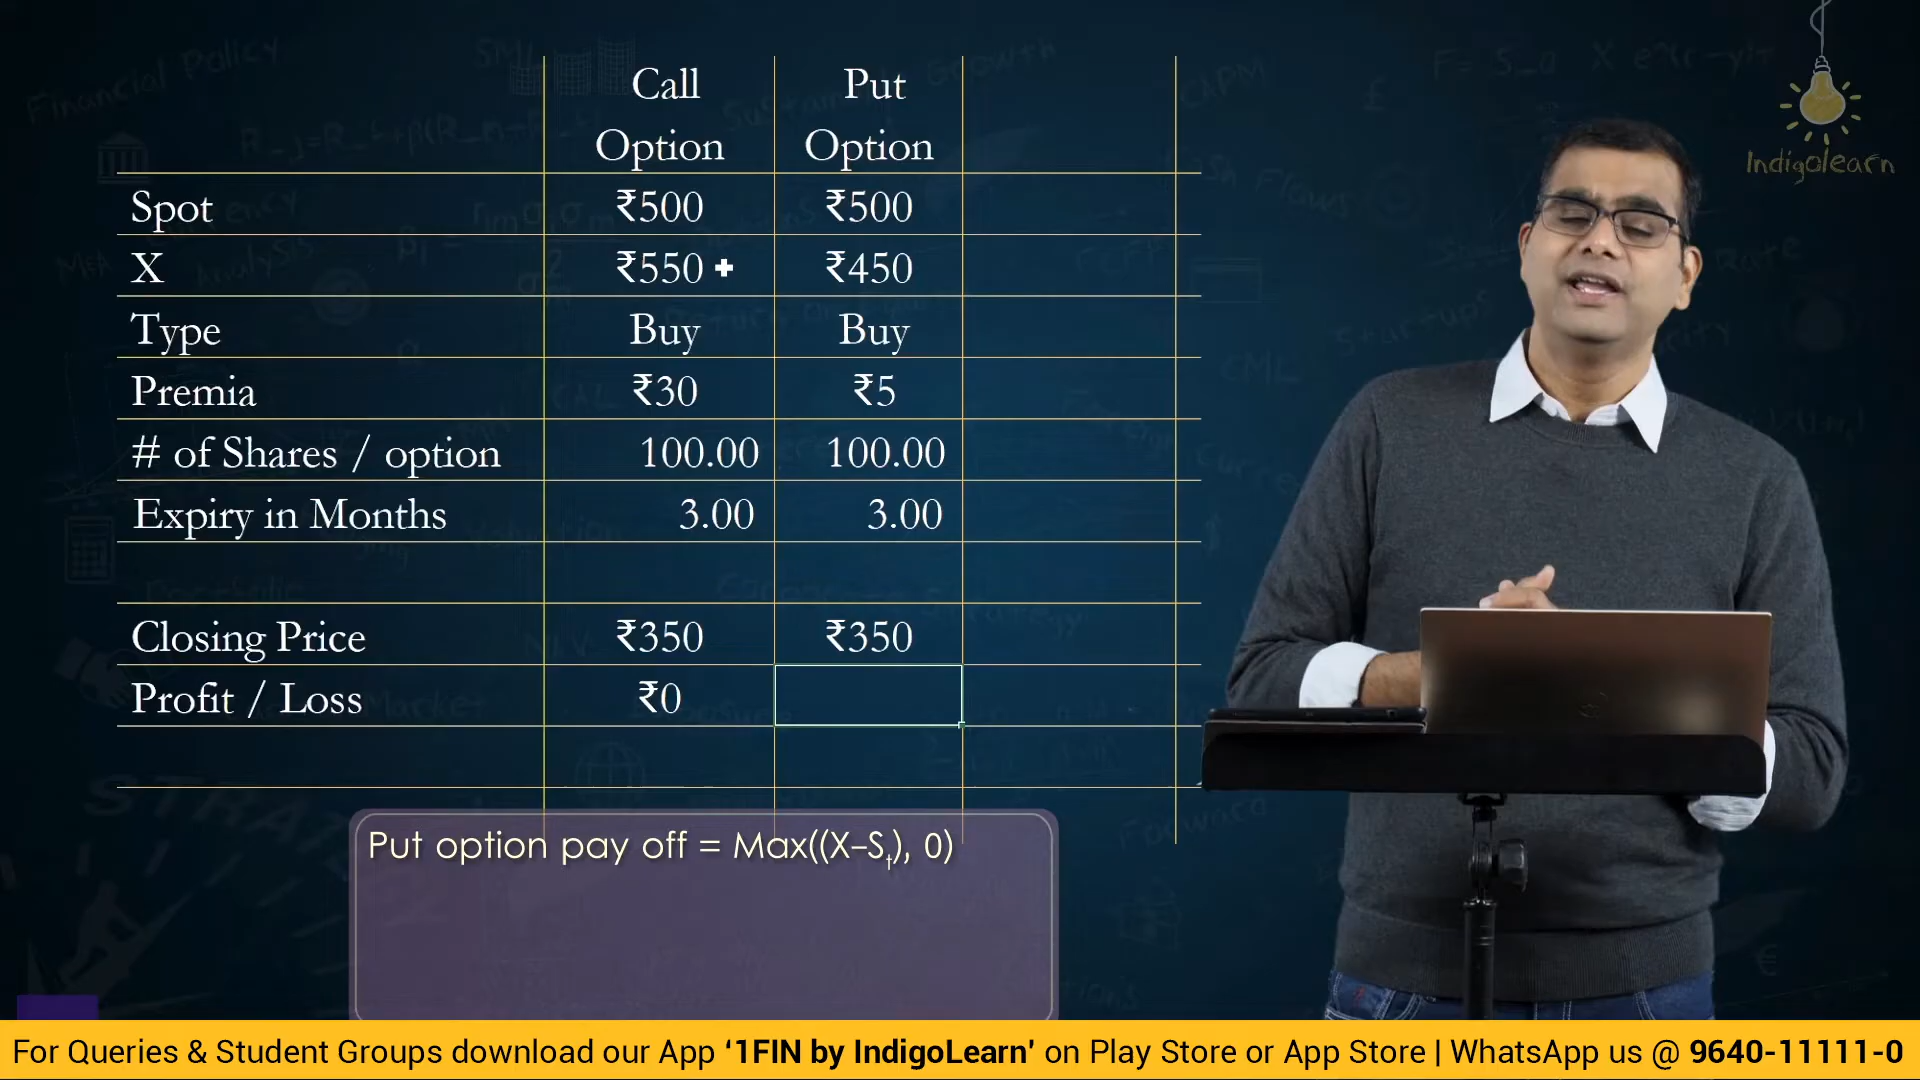 Call Put
Option Option
Spot ₹500 ₹500
X ₹550 ₹450
Type Buy Buy
Premia ₹30 ₹5
# of Shares / option 100.00 100.00
Expiry in Months 3.00 3.00
Closing Price ₹350 ₹350
Profit / Loss ₹0
Put option pay off = Max((X–Sₜ), 0)
Indigolearn
Financial Policy
For Queries & Student Groups download our App ‘1FIN by IndigoLearn’ on Play Store or App Store | WhatsApp us @ 9640-11111-0